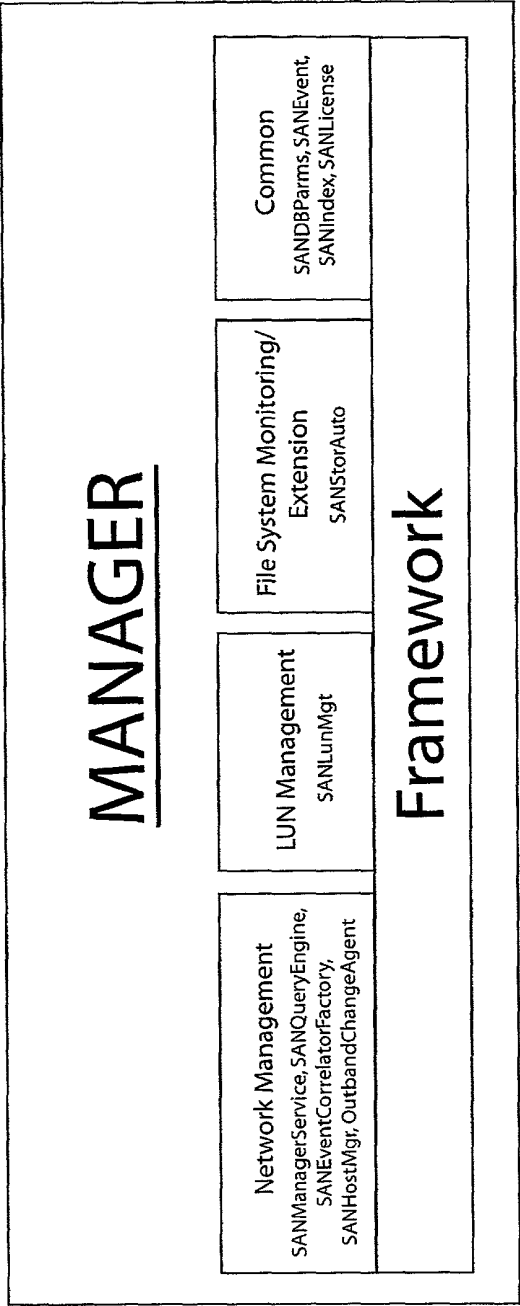 MANAGER
Network Management
SANManagerService, SANQueryEngine,
SANEventCorrelatorFactory,
SANHostMgr, OutbandChangeAgent
LUN Management
SANLunMgt
File System Monitoring/
Extension
SANStorAuto
Common
SANDBParms, SANEvent,
SANIndex, SANLicense
Framework